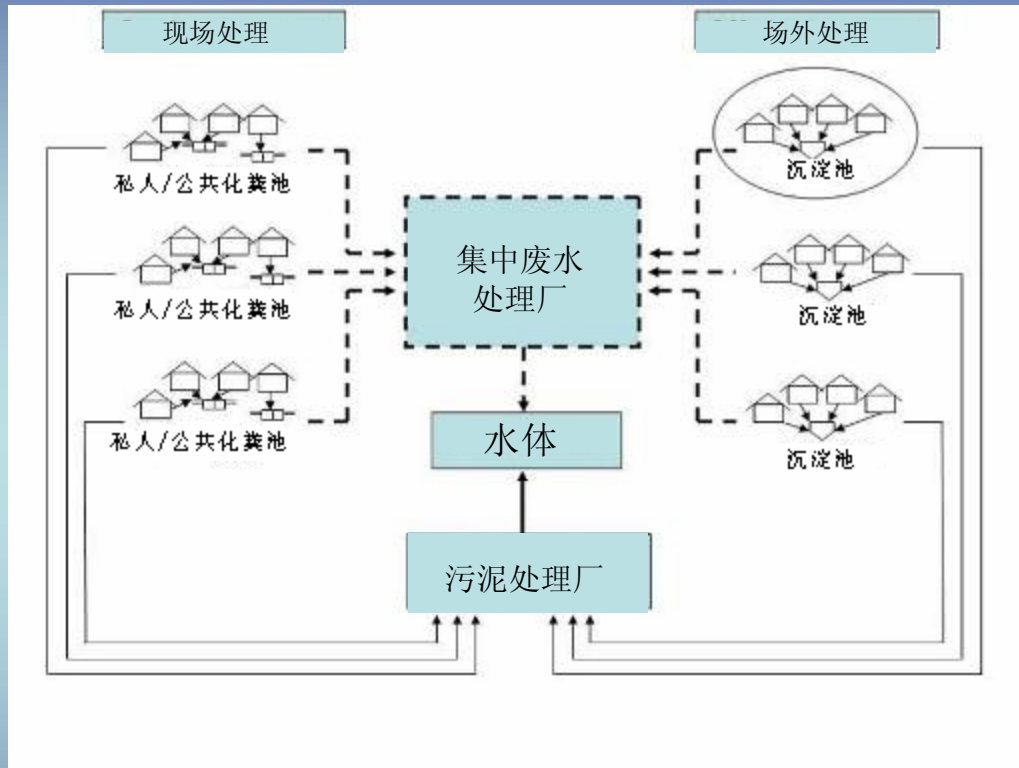 现场处理
场外处理
私人/公共化粪池
沉淀池
集中废水
处理厂
私人/公共化粪池
沉淀池
私人/公共化粪池
沉淀池
水体
污泥处理厂